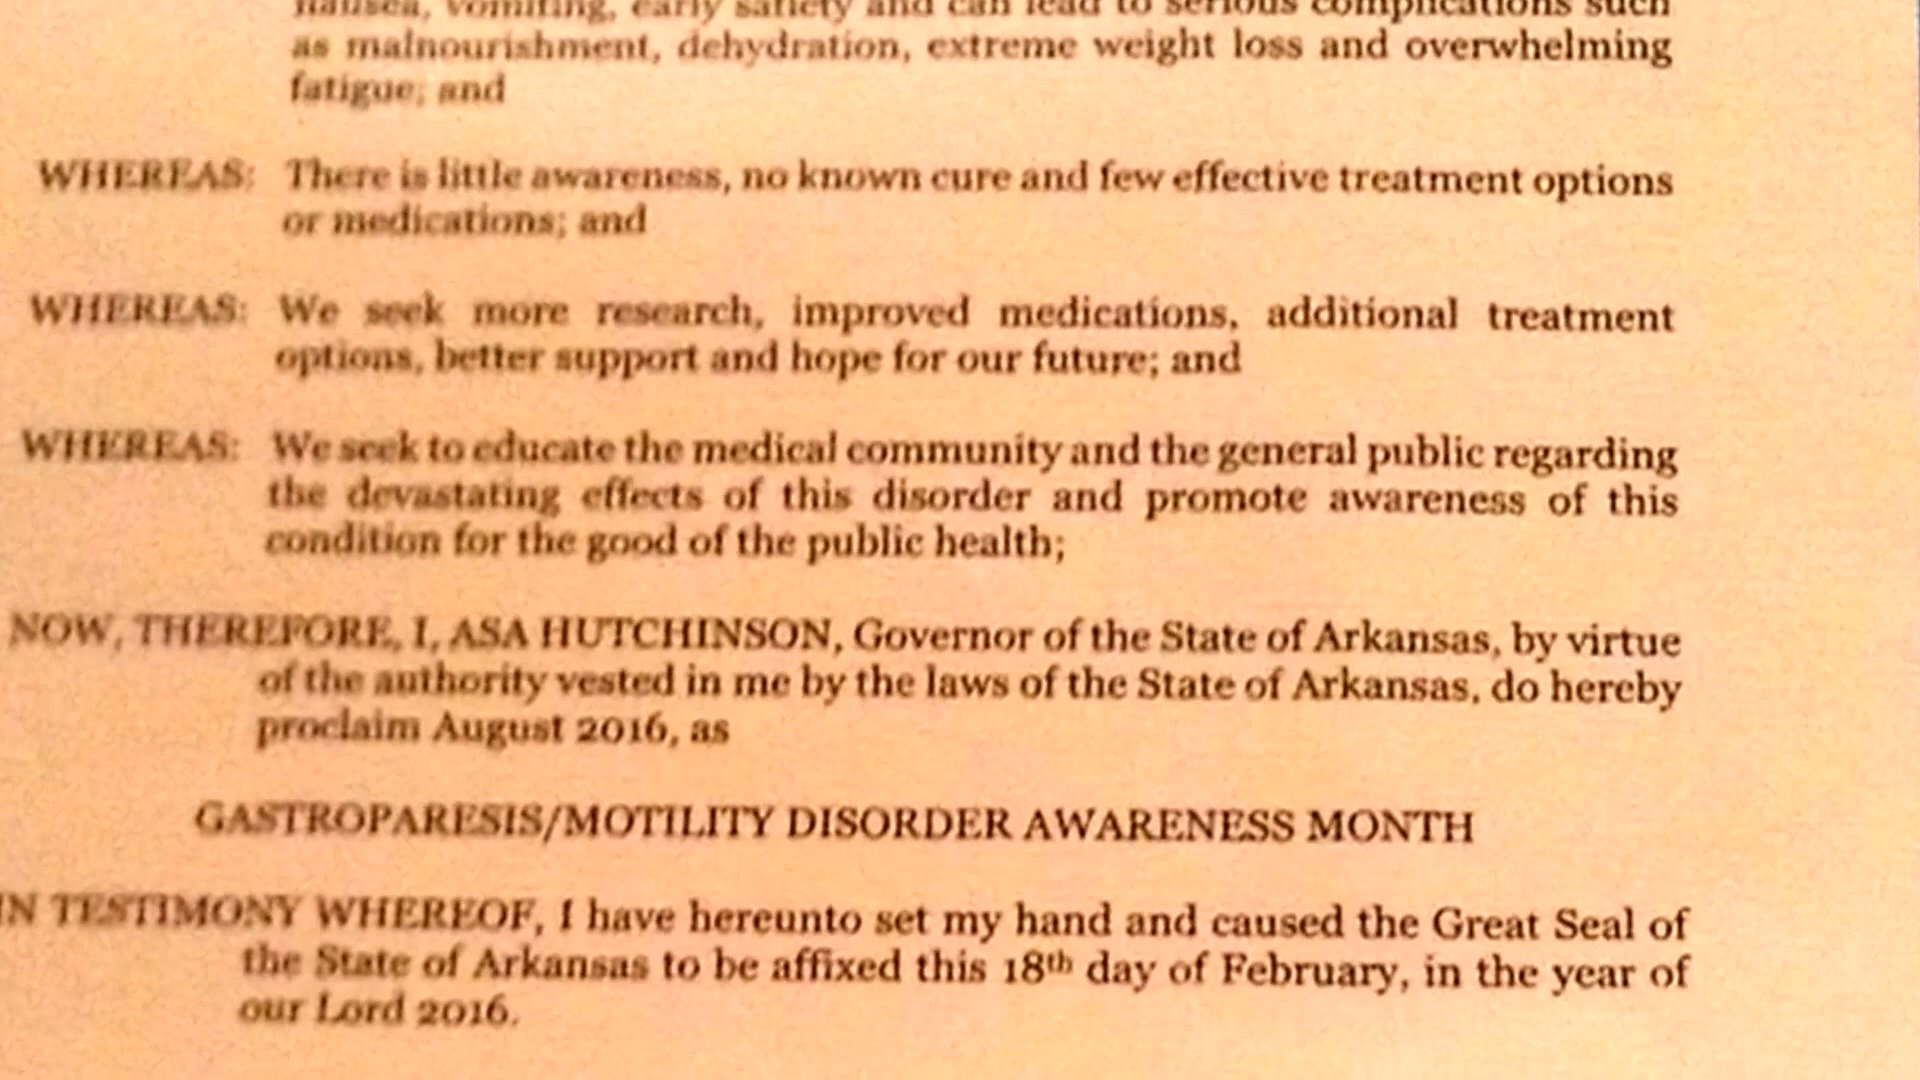 nausea, vomiting, early satiety and can lead to serious complications such
as malnourishment, dehydration, extreme weight loss and overwhelming
fatigue; and
WHEREAS: There is little awareness, no known cure and few effective treatment options
or medications; and
WHEREAS: We seek more research, improved medications, additional treatment
options, better support and hope for our future; and
WHEREAS: We seek to educate the medical community and the general public regarding
the devastating effects of this disorder and promote awareness of this
condition for the good of the public health;
NOW, THEREFORE, I, ASA HUTCHINSON, Governor of the State of Arkansas, by virtue
of the authority vested in me by the laws of the State of Arkansas, do hereby
proclaim August 2016, as
GASTROPARESIS/MOTILITY DISORDER AWARENESS MONTH
IN TESTIMONY WHEREOF, I have hereunto set my hand and caused the Great Seal of
the State of Arkansas to be affixed this 18th day of February, in the year of
our Lord 2016.